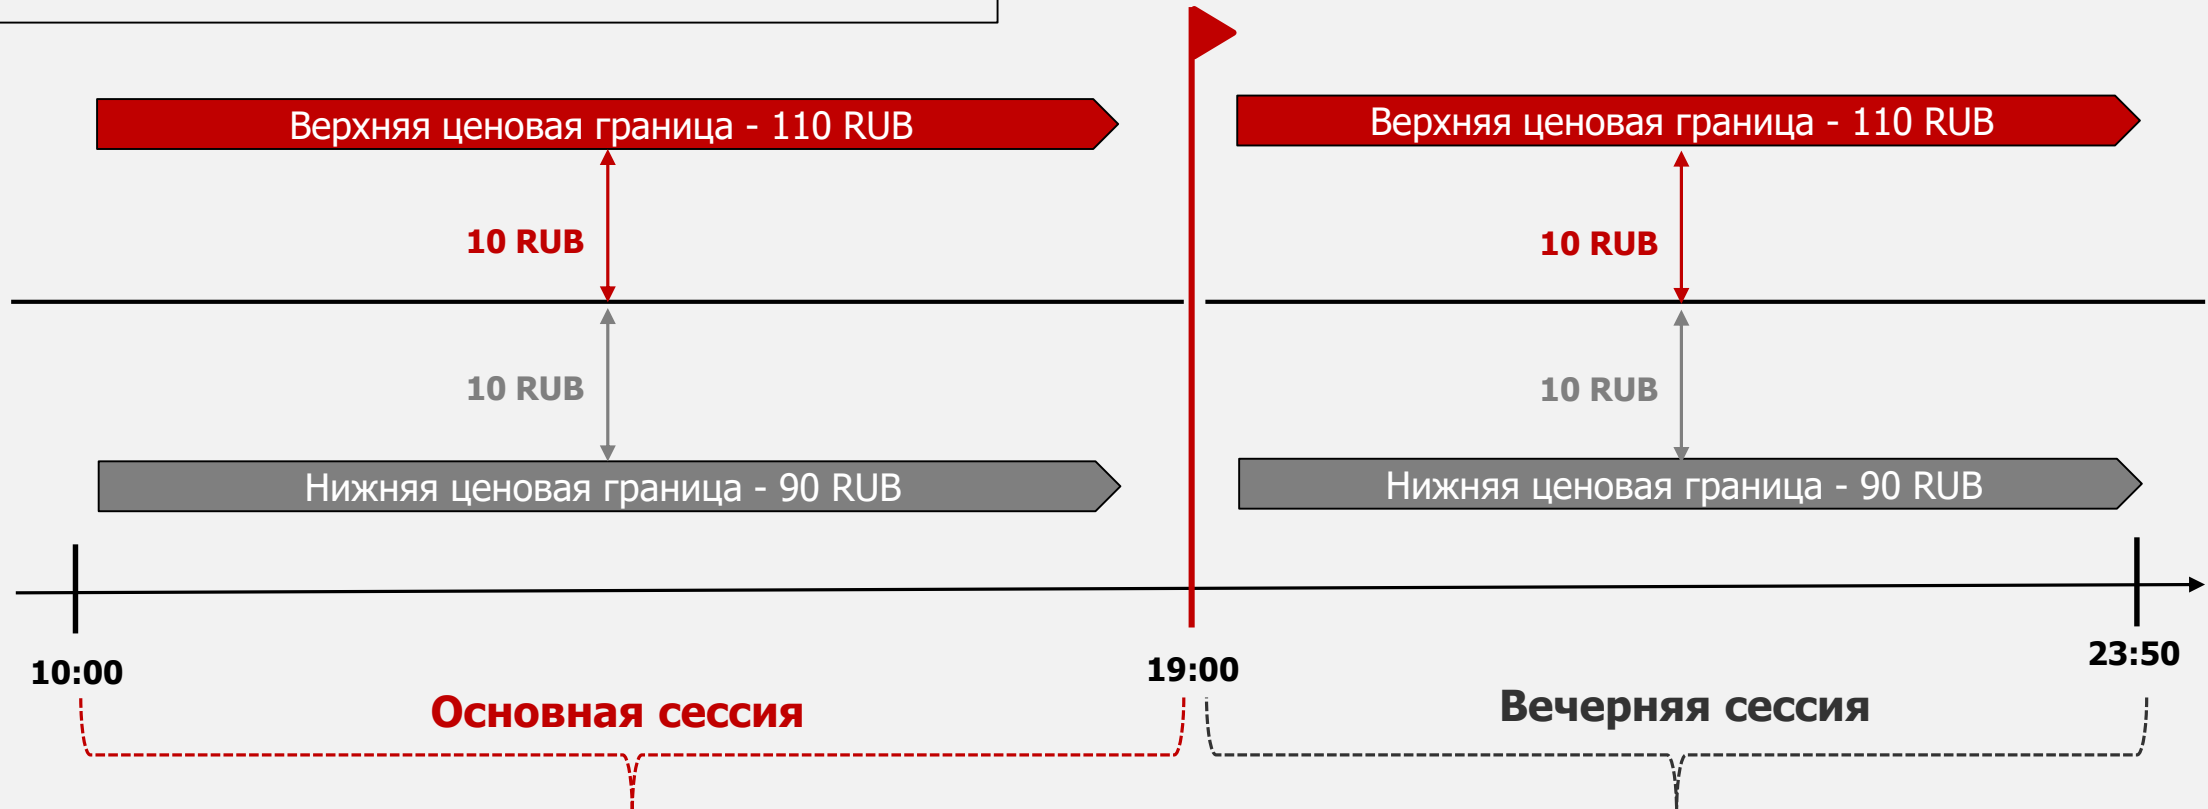 Верхняя ценовая граница - 110 RUB
Верхняя ценовая граница - 110 RUB
10 RUB
10 RUB
10 RUB
10 RUB
Нижняя ценовая граница - 90 RUB
Нижняя ценовая граница - 90 RUB
10:00
19:00
23:50
Основная сессия
Вечерняя сессия